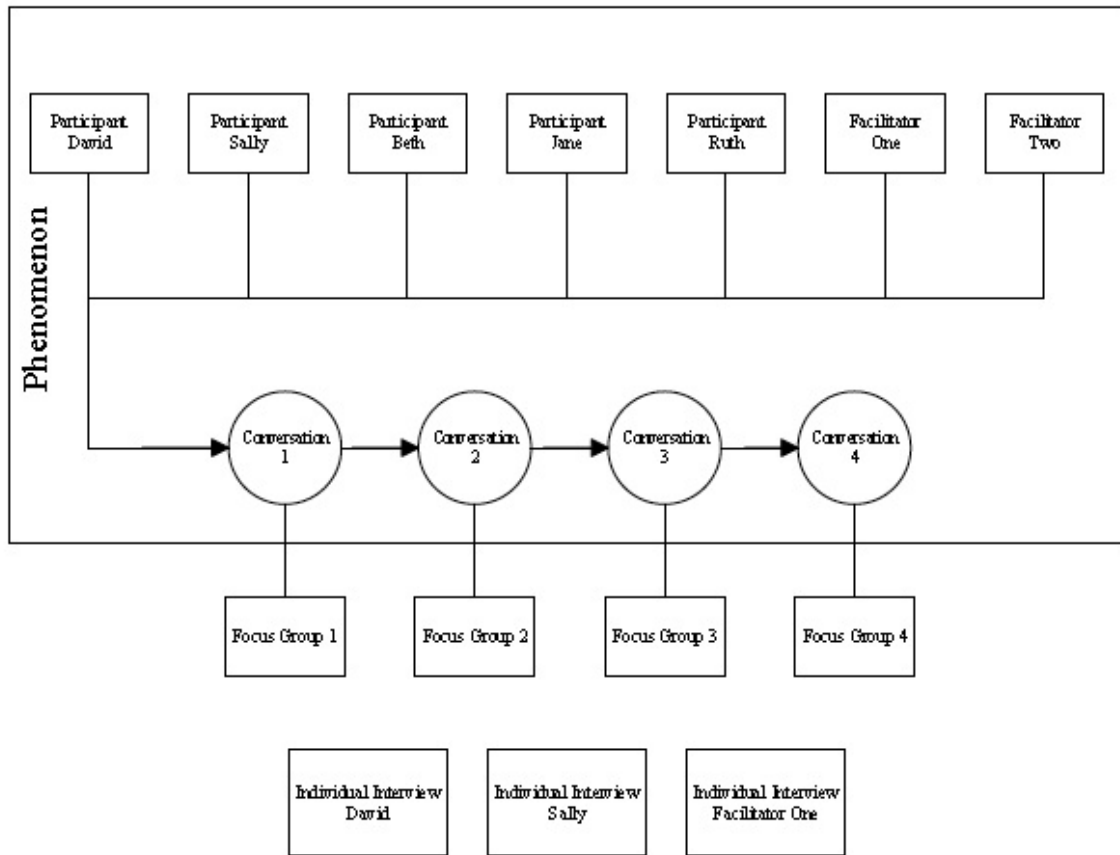 Participant
David
Participant
Sally
Participant
Beth
Participant
Jane
Participant
Ruth
Facilitator
One
Facilitator
Two
Phenomenon
Conversation
1
Conversation
2
Conversation
3
Conversation
4
Focus Group 1
Focus Group 2
Focus Group 3
Focus Group 4
Individual Interview
David
Individual Interview
Sally
Individual Interview
Facilitator One